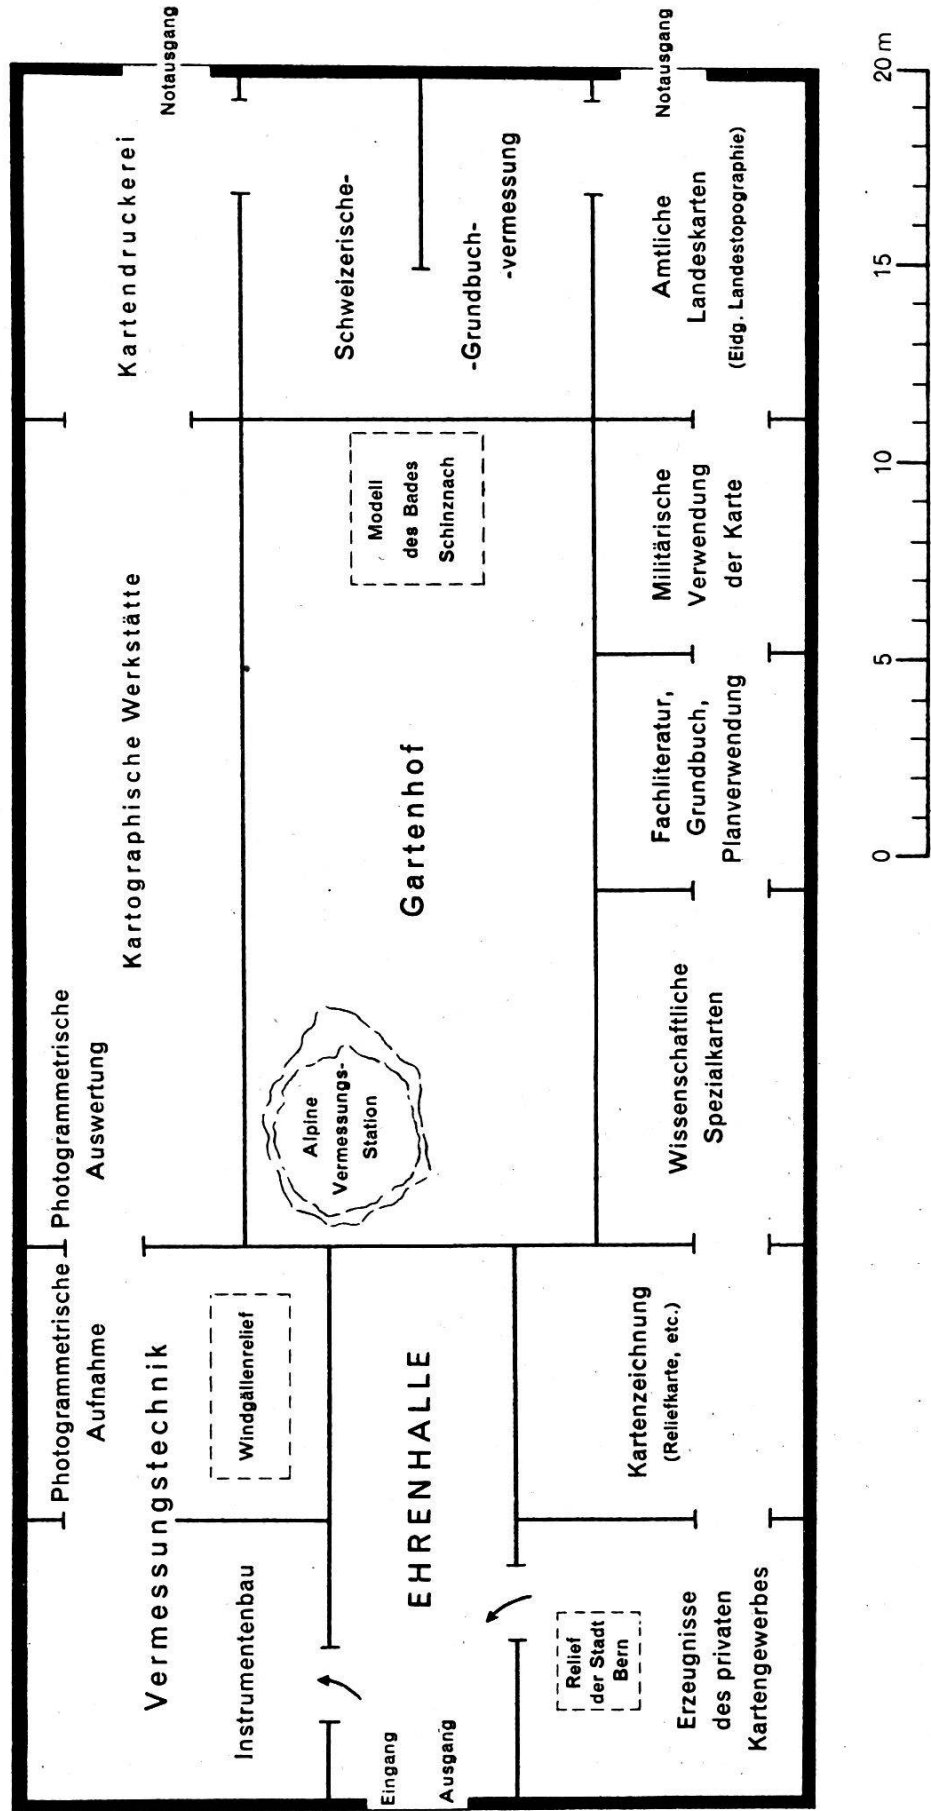 Kartendruckerei
Notausgang
Schweizerische-
-Grundbuch-
-vermessung
Amtliche
Landeskarten
(Eidg. Landestopographie)
Notausgang
Kartographische Werkstätte
Modell
des Bades
Schinznach
Militärische
Verwendung
der Karte
Gartenhof
Fachliteratur,
Grundbuch,
Planverwendung
Photogrammetrische
Auswertung
Alpine
Vermessungs-
Station
Wissenschaftliche
Spezialkarten
Photogrammetrische
Aufnahme
Vermessungstechnik
Windgällenrelief
EHRENHALLE
Kartenzeichnung
(Reliefkarte, etc.)
Instrumentenbau
Eingang
Ausgang
Relief
der Stadt
Bern
Erzeugnisse
des privaten
Kartengewerbes
0 5 10 15 20 m